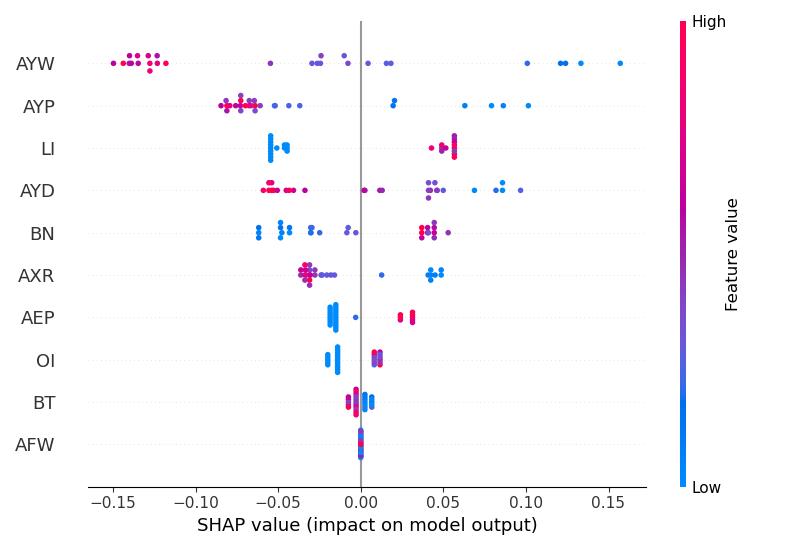 High
AYW
AYP
LI
AYD
BN
AXR
AEP
OI
BT
AFW
Feature value
Low
−0.15 −0.10 −0.05 0.00 0.05 0.10 0.15
SHAP value (impact on model output)